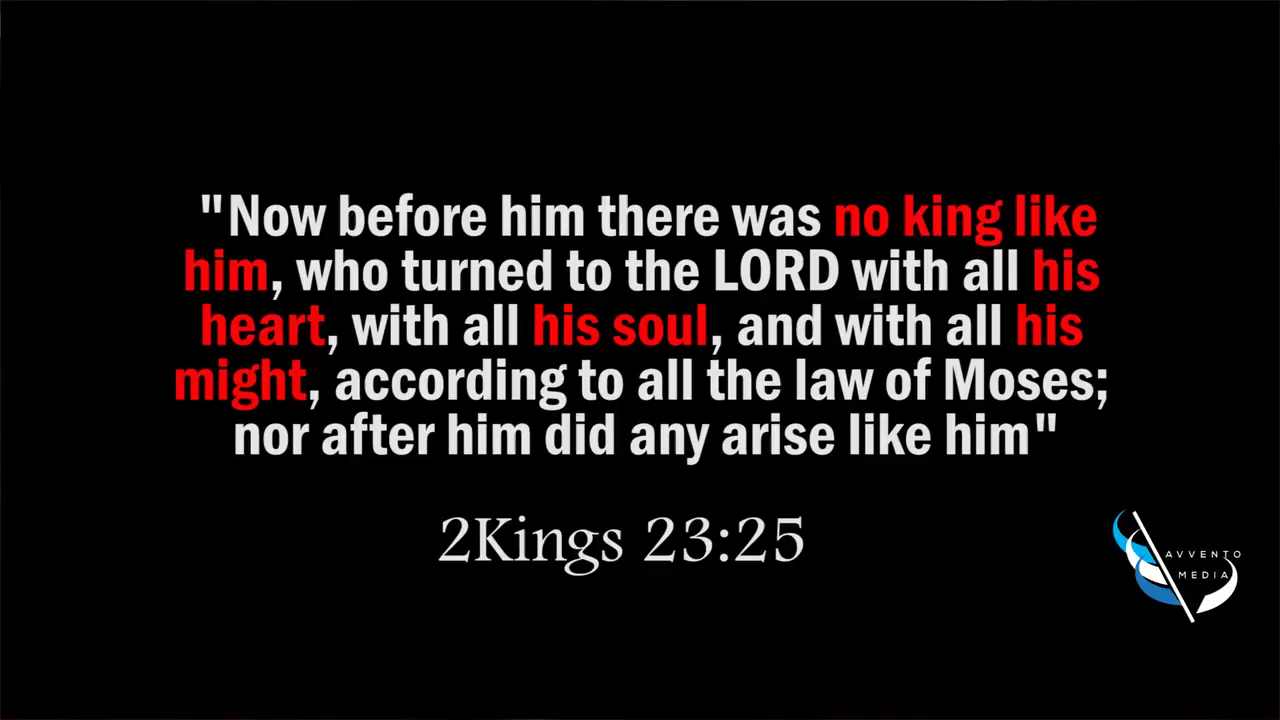 "Now before him there was no king like
him, who turned to the LORD with all his
heart, with all his soul, and with all his
might, according to all the law of Moses;
nor after him did any arise like him"
2Kings 23:25
AVVENTO
MEDIA